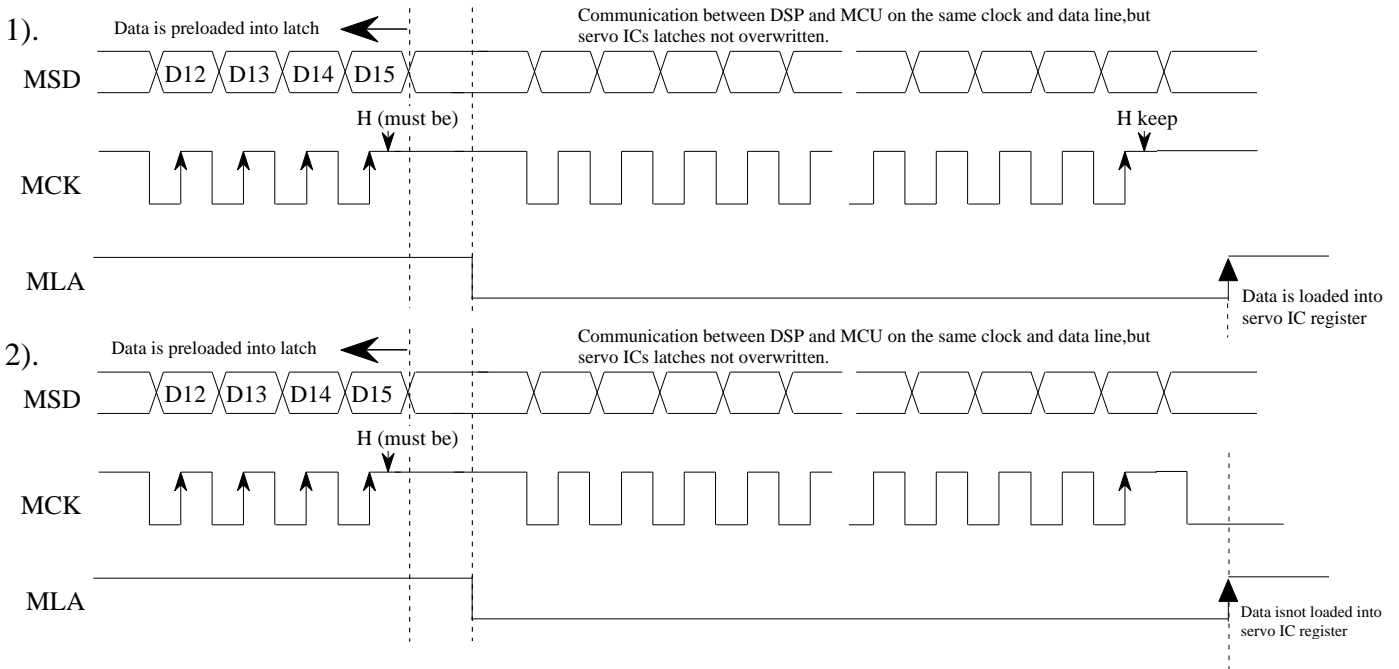 1).
Data is preloaded into latch
Communication between DSP and MCU on the same clock and data line,but
servo ICs latches not overwritten.
MSD
D12 D13 D14 D15
H (must be)
H keep
MCK
MLA
Data is loaded into
servo IC register
2).
Data is preloaded into latch
Communication between DSP and MCU on the same clock and data line,but
servo ICs latches not overwritten.
MSD
D12 D13 D14 D15
H (must be)
MCK
MLA
Data isnot loaded into
servo IC register